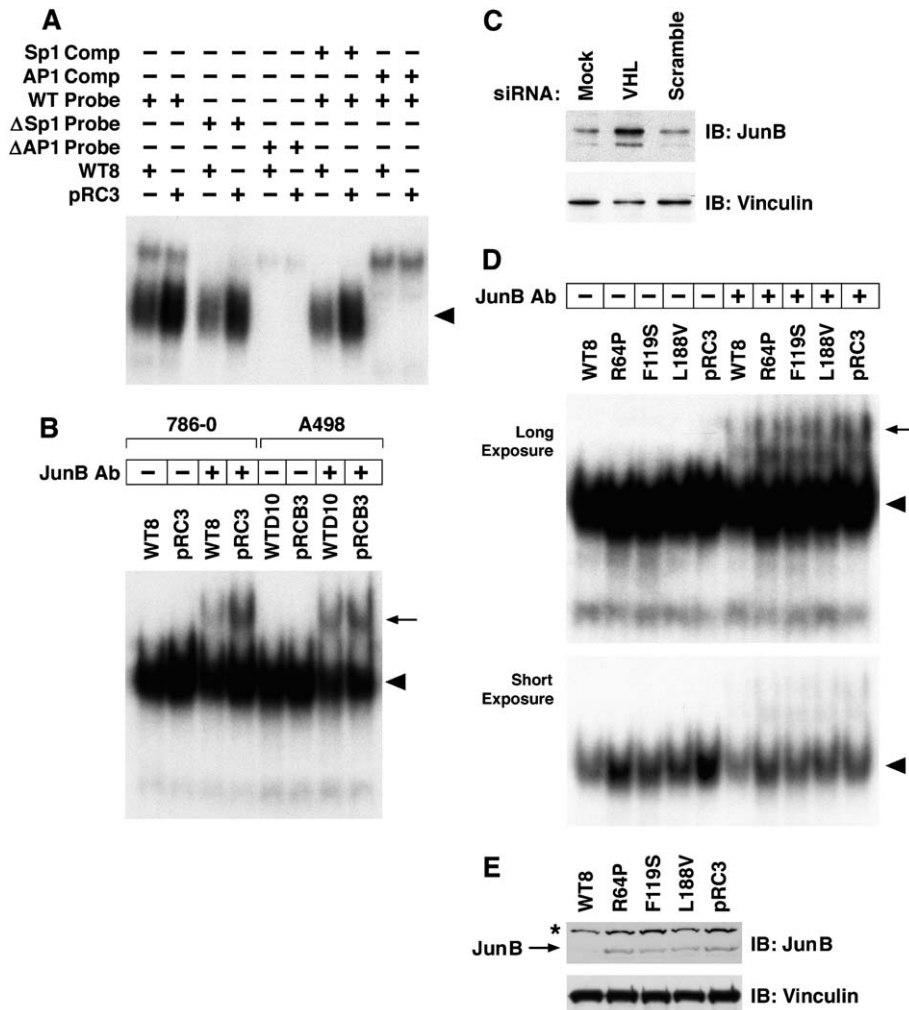 A
Sp1 Comp − − − − − − + + − −
AP1 Comp − − − − − − − − + +
WT Probe + + − − − − + + + +
ΔSp1 Probe − − + + − − − − − −
ΔAP1 Probe − − − − + + − − − −
WT8 + − + − + − + − + −
pRC3 − + − + − + − + − +
B
786-0 A498
JunB Ab − − + + − − + +
WT8 pRC3 WT8 pRC3 WTD10 pRCB3 WTD10 pRCB3
C
siRNA: Mock VHL Scramble
IB: JunB
IB: Vinculin
D
JunB Ab − − − − − + + + + +
WT8 R64P F119S L188V pRC3 WT8 R64P F119S L188V pRC3
Long
Exposure
Short
Exposure
E
WT8 R64P F119S L188V pRC3
*
JunB IB: JunB
IB: Vinculin